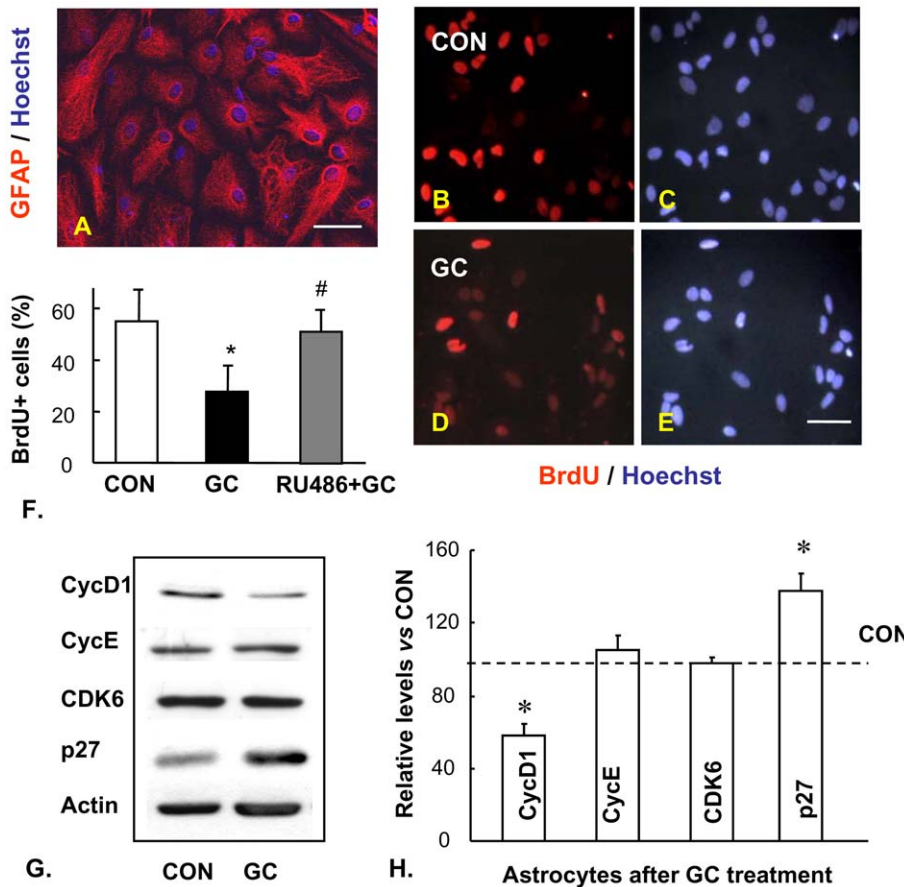 GFAP / Hoechst
A
CON
B
C
GC
D
E
BrdU / Hoechst
BrdU+ cells (%)
60
40
20
0
*
#
CON GC RU486+GC
F.
CycD1
CycE
CDK6
p27
Actin
CON GC
G.
Relative levels vs CON
160
120
80
40
0
*
*
CON
CycD1
CycE
CDK6
p27
H.
Astrocytes after GC treatment